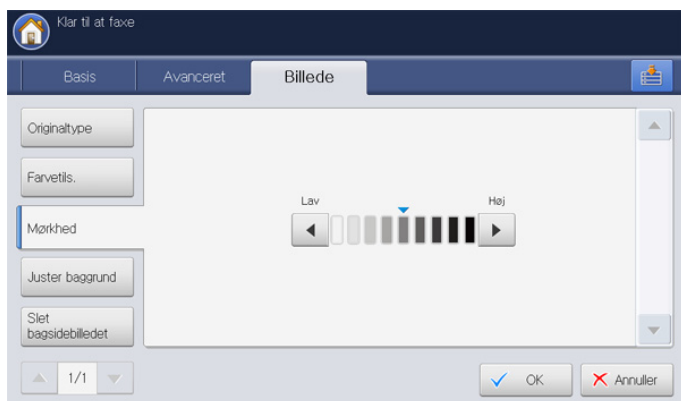 Klar til at faxe
Basis
Avanceret
Billede
Originaltype
Farvetils.
Mørkhed
Juster baggrund
Slet
bagsidebilledet
Lav
Høj
1/1
OK
Annuller